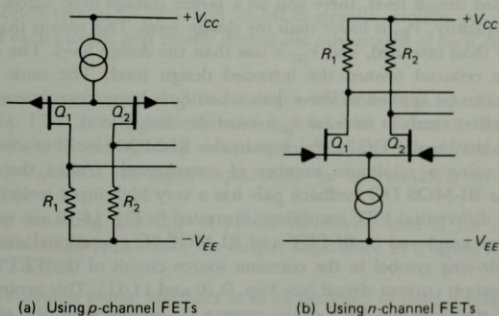 +V_CC
+V_CC
R_1
R_2
Q_1
Q_2
Q_1
Q_2
R_1
R_2
-V_EE
-V_EE
(a) Using p-channel FETs
(b) Using n-channel FETs